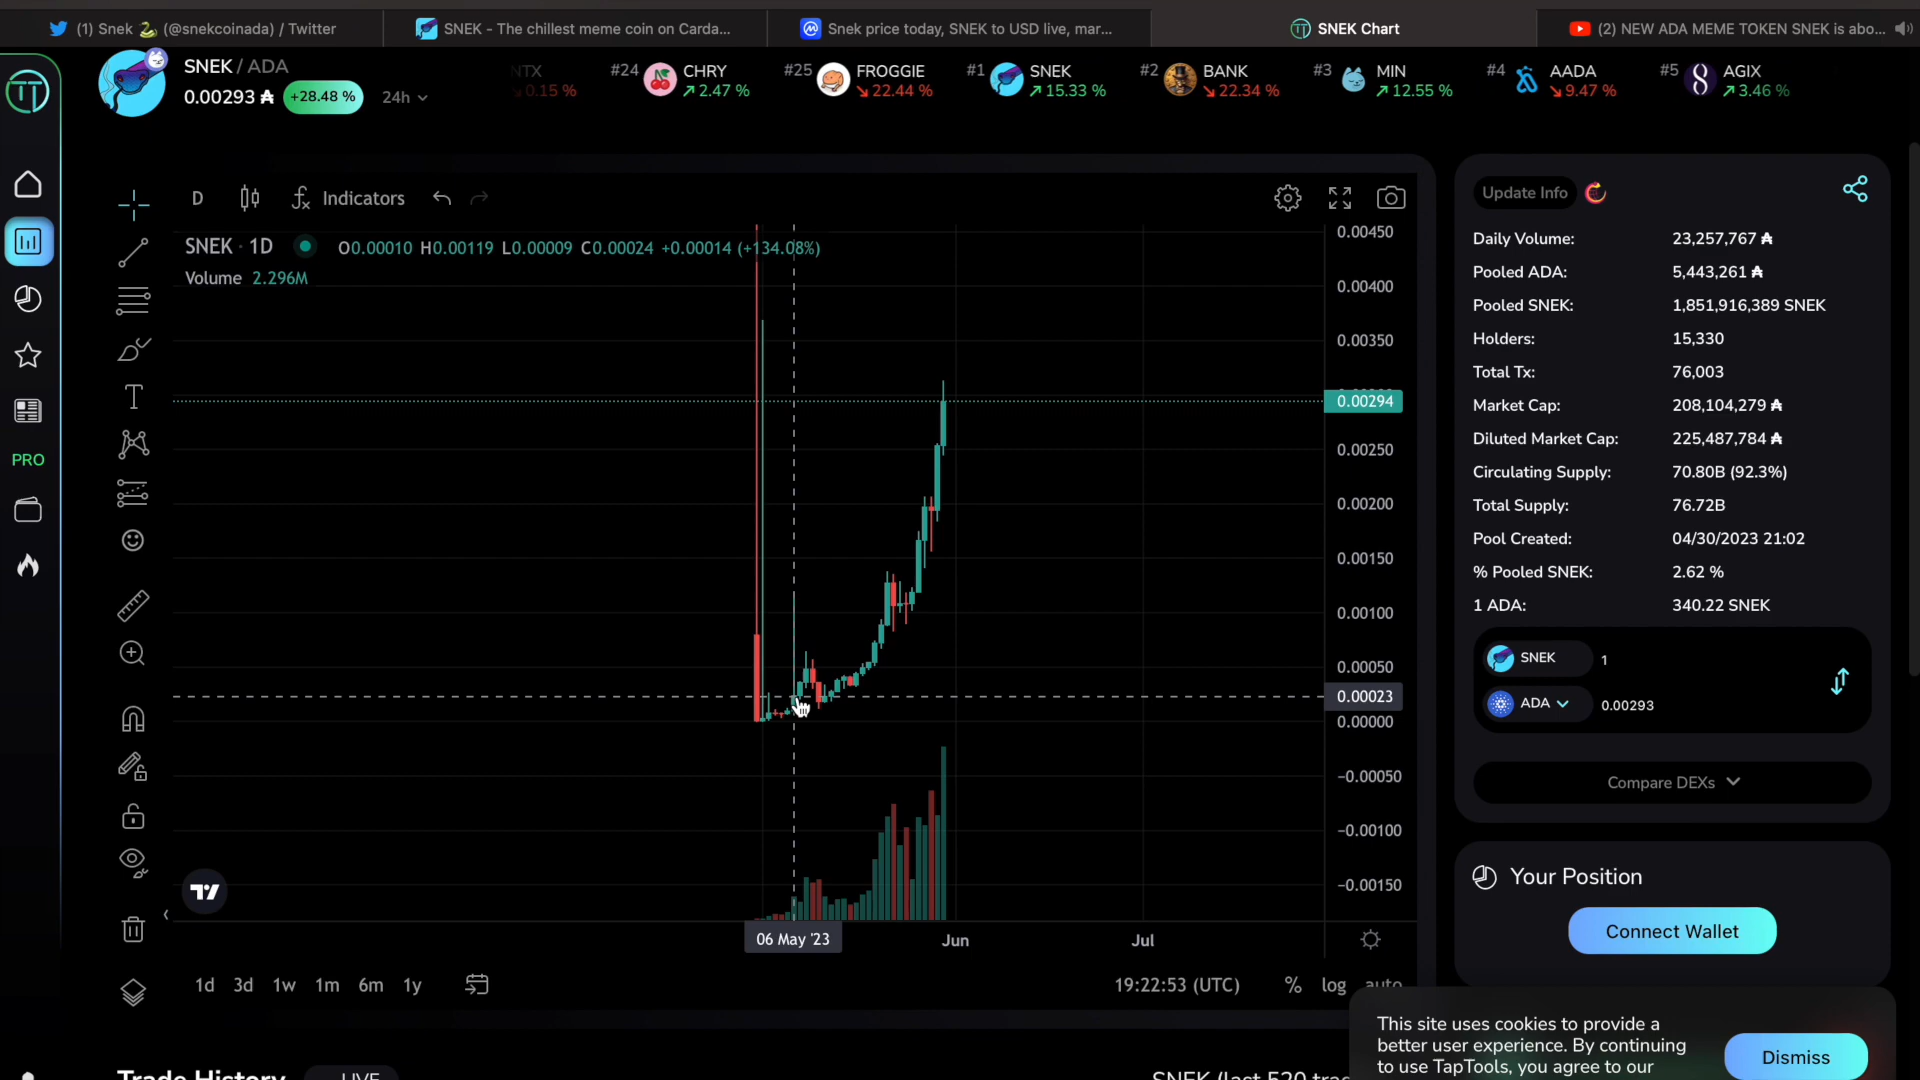 (1) Snek 🐍 (@snekcoinada) / Twitter
SNEK - The chillest meme coin on Carda...
Snek price today, SNEK to USD live, mar...
SNEK Chart
(2) NEW ADA MEME TOKEN SNEK is abo...
SNEK / ADA
0.00293 ₳ +28.48 % 24h
NTX 0.15 %
#24 CHRY 2.47 %
#25 FROGGIE 22.44 %
#1 SNEK 15.33 %
#2 BANK 22.34 %
#3 MIN 12.55 %
#4 AADA 9.47 %
#5 AGIX 3.46 %
D Indicators
SNEK · 1D O0.00010 H0.00119 L0.00009 C0.00024 +0.00014 (+134.08%)
Volume 2.296M
PRO
0.00450
0.00400
0.00350
0.00294
0.00250
0.00200
0.00150
0.00100
0.00050
0.00023
0.00000
−0.00050
−0.00100
−0.00150
06 May '23
Jun
Jul
1d 3d 1w 1m 6m 1y
19:22:53 (UTC) % log auto
Update Info
Daily Volume: 23,257,767 ₳
Pooled ADA: 5,443,261 ₳
Pooled SNEK: 1,851,916,389 SNEK
Holders: 15,330
Total Tx: 76,003
Market Cap: 208,104,279 ₳
Diluted Market Cap: 225,487,784 ₳
Circulating Supply: 70.80B (92.3%)
Total Supply: 76.72B
Pool Created: 04/30/2023 21:02
% Pooled SNEK: 2.62 %
1 ADA: 340.22 SNEK
SNEK 1
ADA 0.00293
Compare DEXs
Your Position
Connect Wallet
This site uses cookies to provide a
better user experience. By continuing
to use TapTools, you agree to our
Dismiss
Trade History LIVE
SNEK (last 520 trad